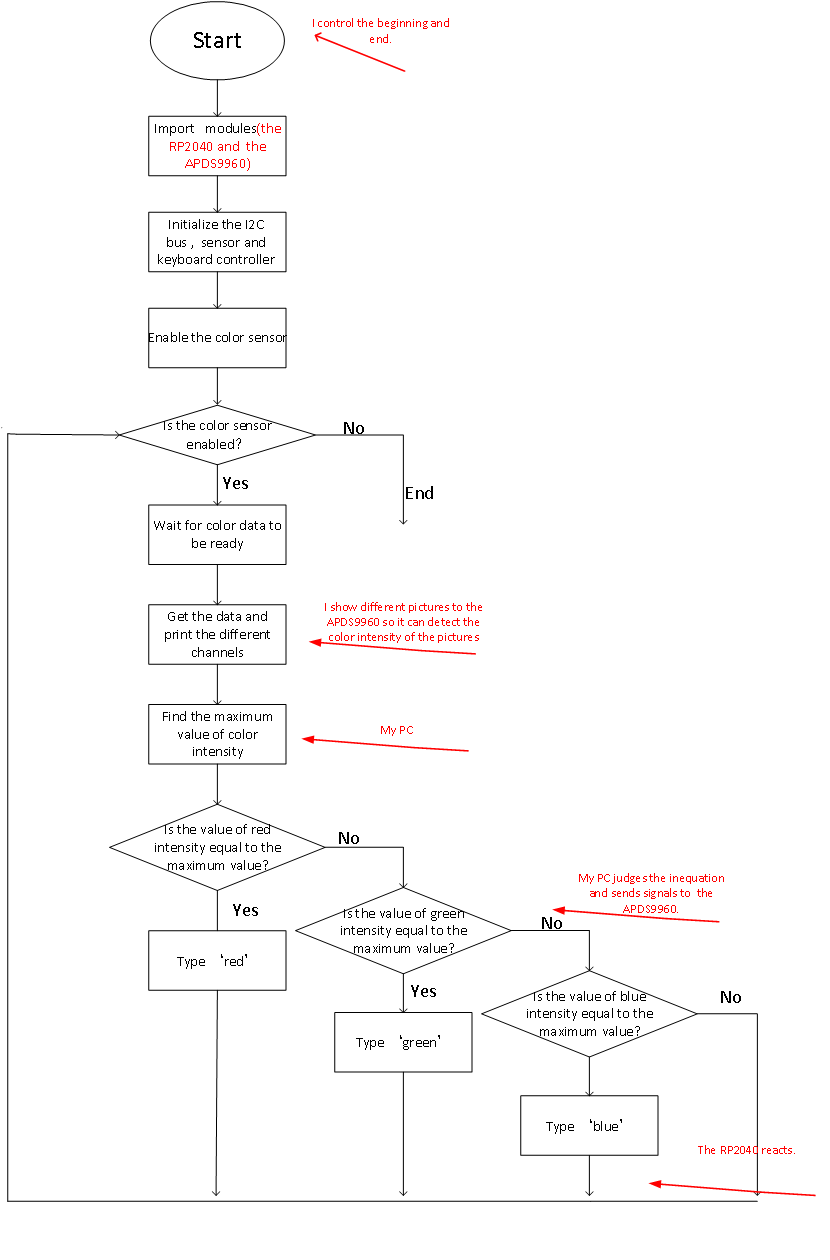 Start
I control the beginning and
end.
Import modules(the
RP2040 and the
APDS9960)
Initialize the I2C
bus , sensor and
keyboard controller
Enable the color sensor
Is the color sensor
enabled?
No
End
Yes
Wait for color data to
be ready
Get the data and
print the different
channels
I show different pictures to the
APDS9960 so it can detect the
color intensity of the pictures
Find the maximum
value of color
intensity
My PC
Is the value of red
intensity equal to the
maximum value?
No
Yes
Type ‘red’
Is the value of green
intensity equal to the
maximum value?
My PC judges the inequation
and sends signals to the
APDS9960.
No
Yes
Type ‘green’
Is the value of blue
intensity equal to the
maximum value?
No
Type ‘blue’
The RP2040 reacts.